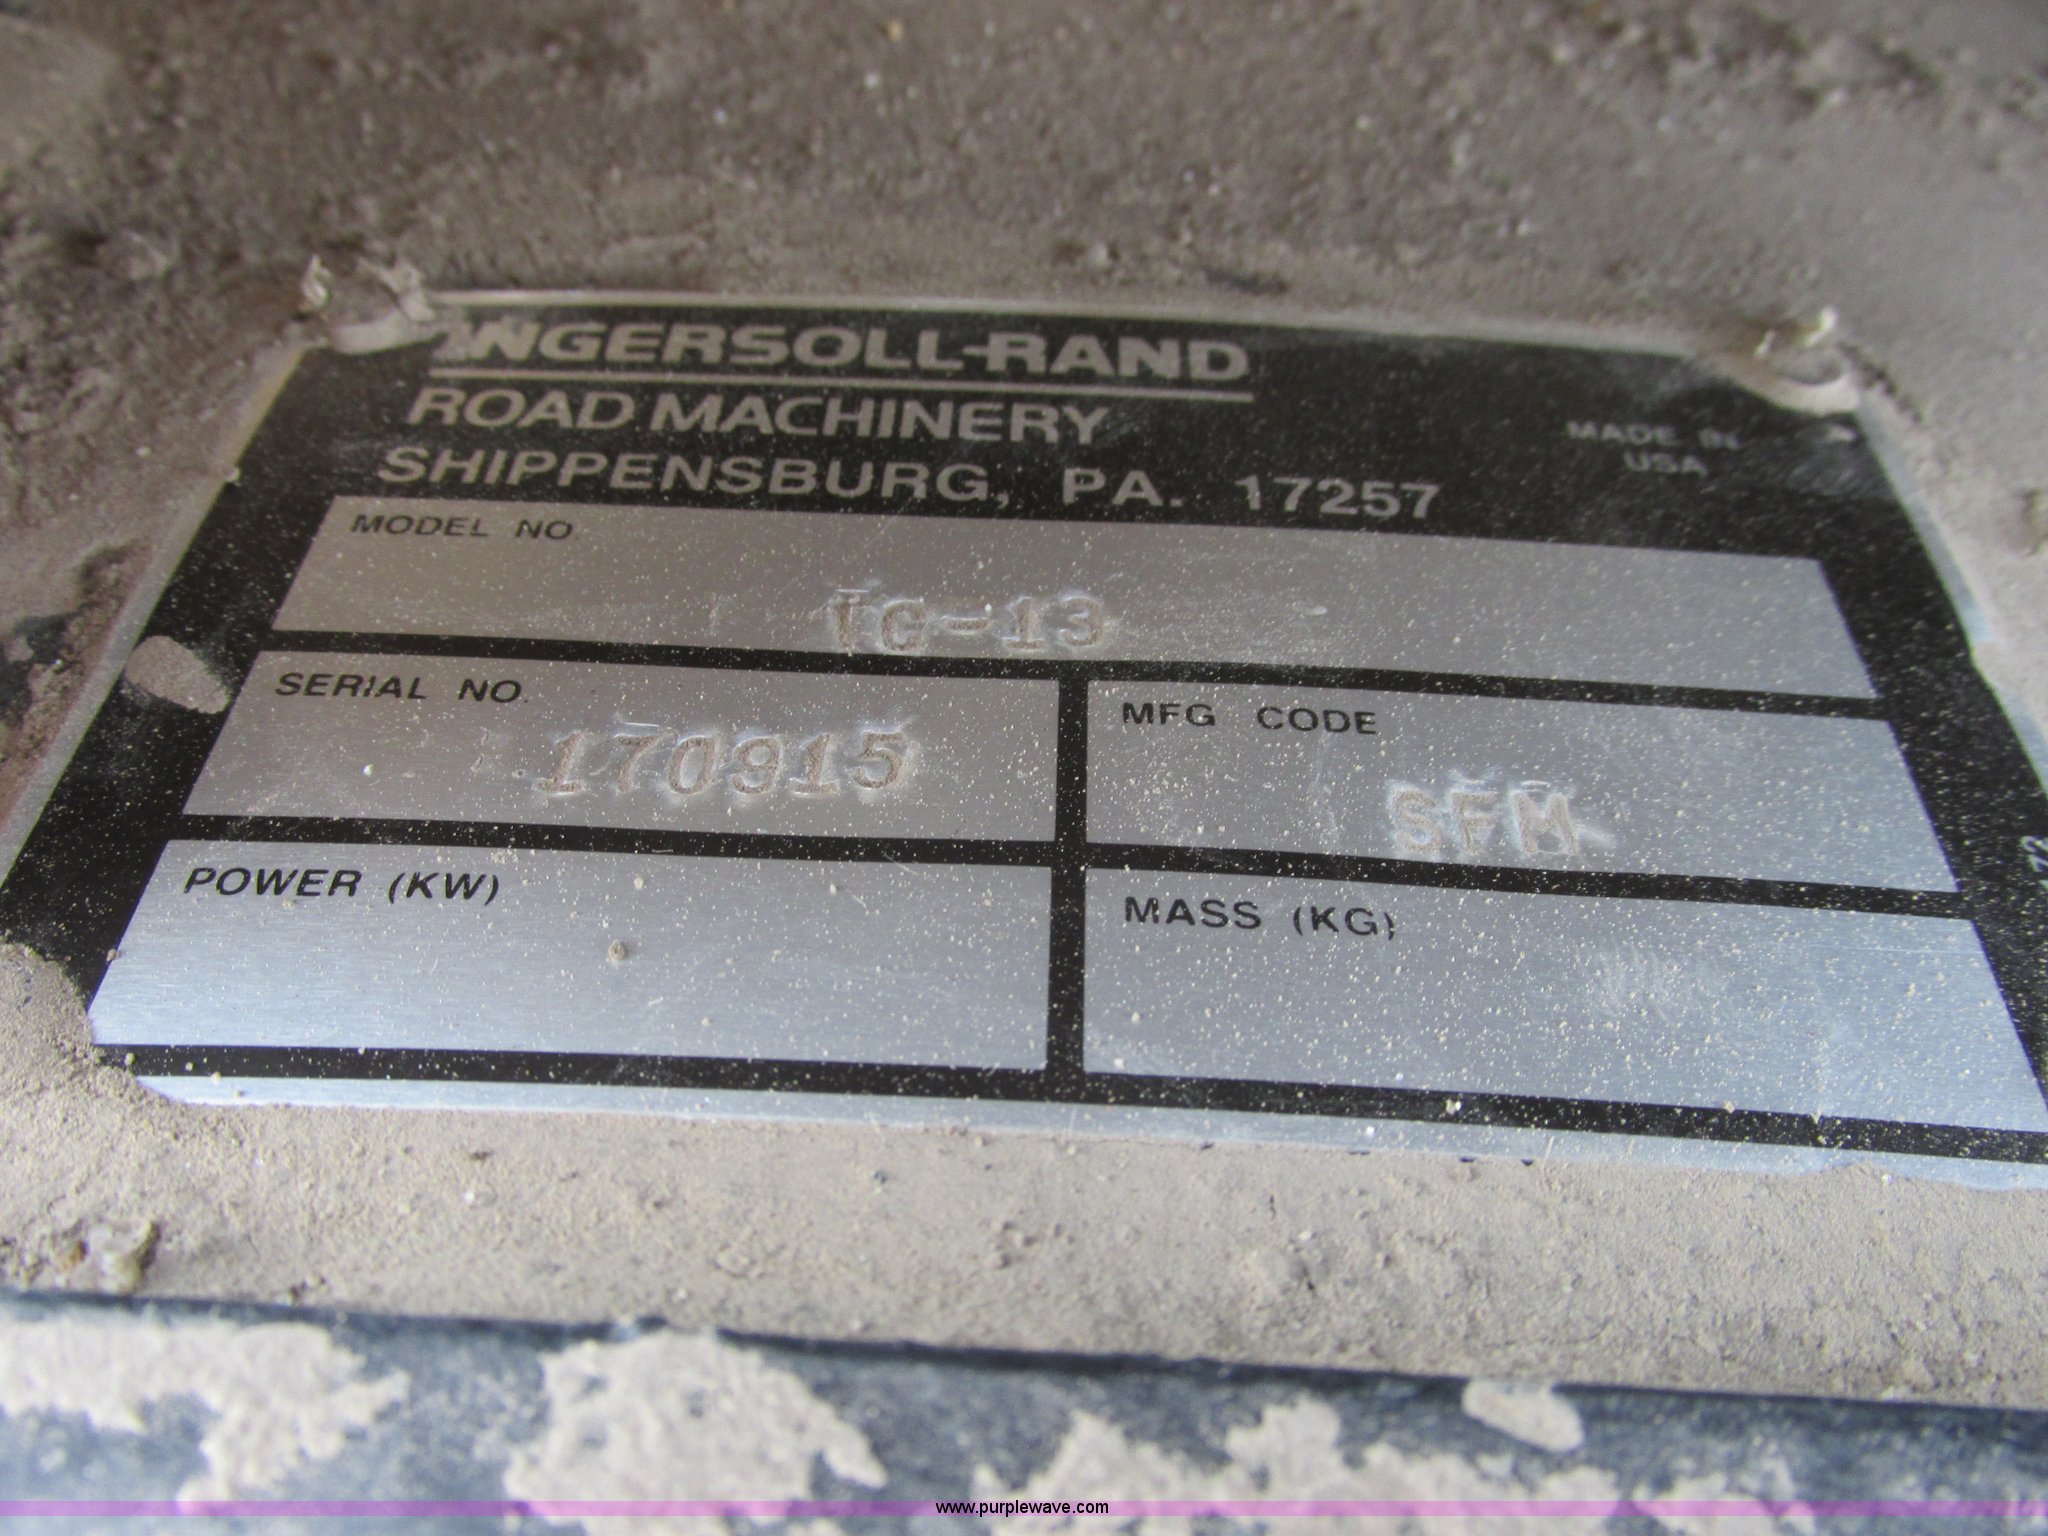 INGERSOLL-RAND
ROAD MACHINERY
SHIPPENSBURG, PA. 17257
MADE IN
USA
MODEL NO.
TC-13
SERIAL NO.
170915
MFG CODE
SFM
POWER (KW)
MASS (KG)
www.purplewave.com